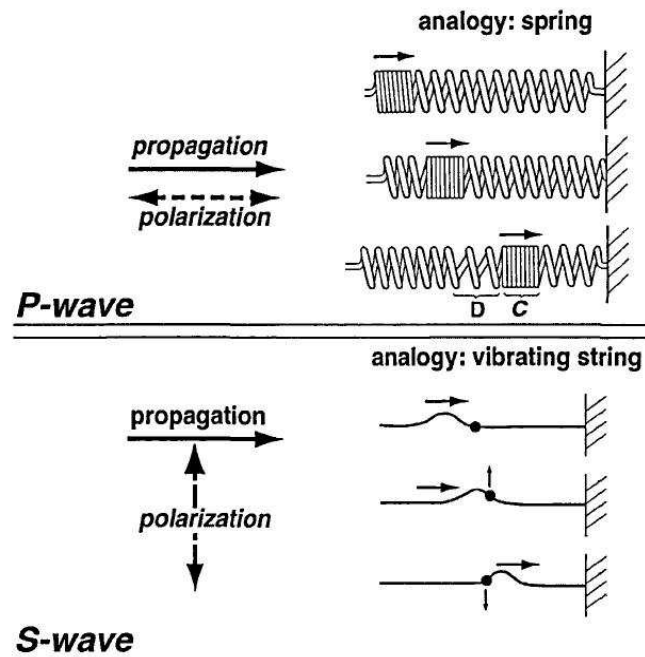 analogy: spring
propagation
polarization
D C
P-wave
analogy: vibrating string
propagation
polarization
S-wave